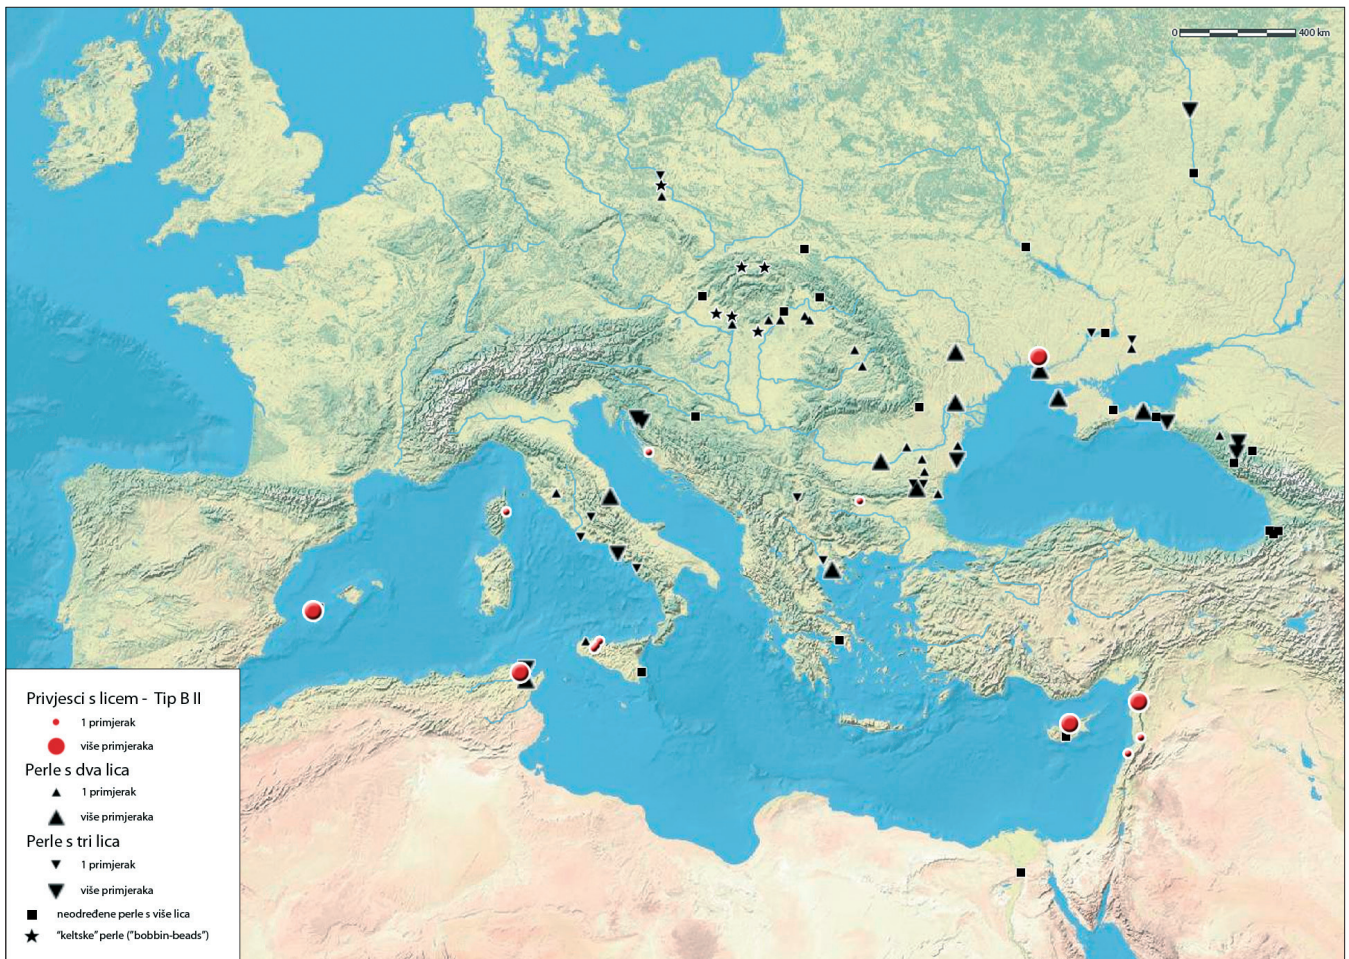 0 400 km
Privjesci s licem - Tip B II
1 primjerak
više primjeraka
Perle s dva lica
1 primjerak
više primjeraka
Perle s tri lica
1 primjerak
više primjeraka
neodređene perle s više lica
"keltske" perle ("bobbin-beads")